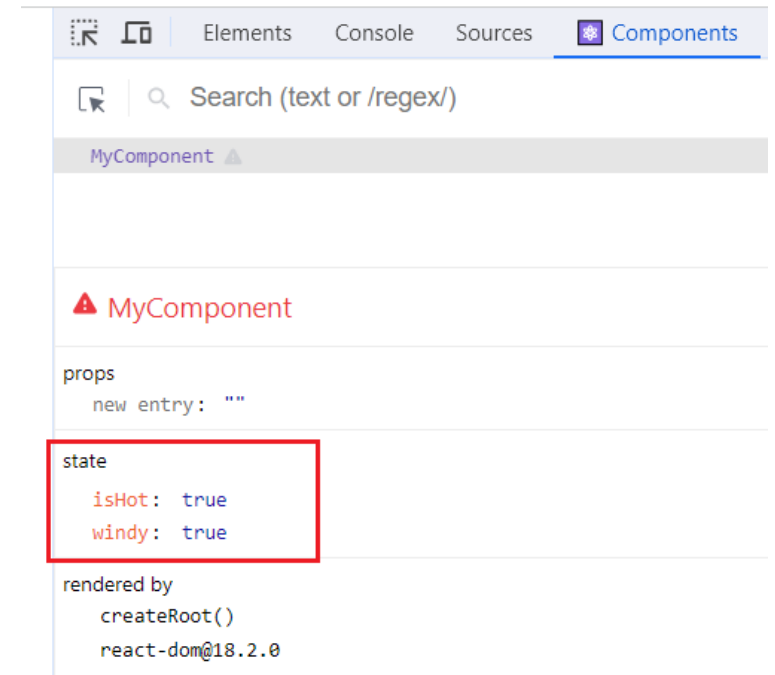 Elements Console Sources Components
Search (text or /regex/)
MyComponent
MyComponent
props
new entry: ""
state
isHot: true
windy: true
rendered by
createRoot()
react-dom@18.2.0